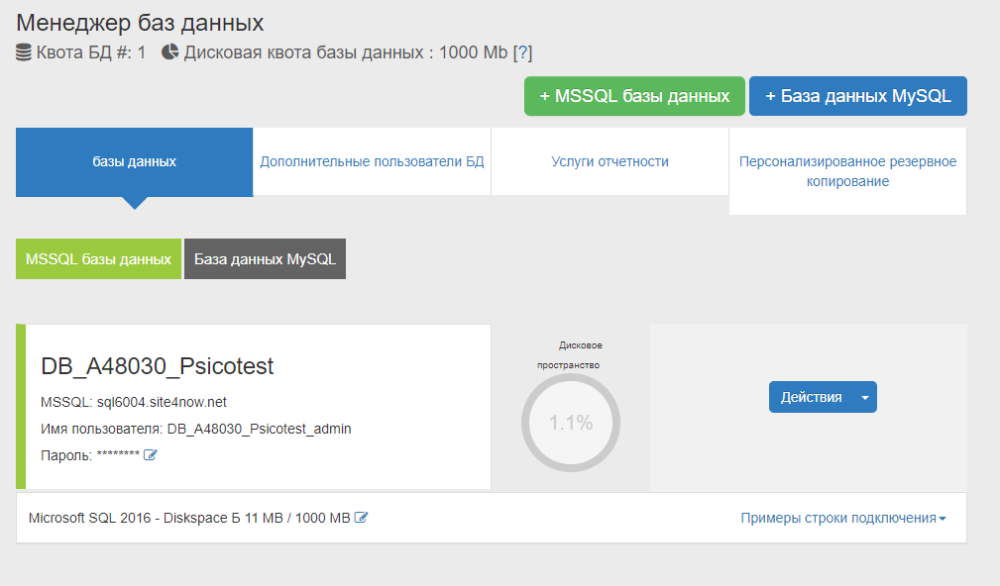 Менеджер баз данных
Квота БД #: 1 Дисковая квота базы данных : 1000 Mb [?]
+ MSSQL базы данных + База данных MySQL
базы данных Дополнительные пользователи БД Услуги отчетности Персонализированное резервное
копирование
MSSQL базы данных База данных MySQL
Дисковое
пространство
DB_A48030_Psicotest
MSSQL: sql6004.site4now.net
Имя пользователя: DB_A48030_Psicotest_admin
Пароль: ********
1.1%
Действия
Microsoft SQL 2016 - Diskspace Б 11 MB / 1000 MB Примеры строки подключения